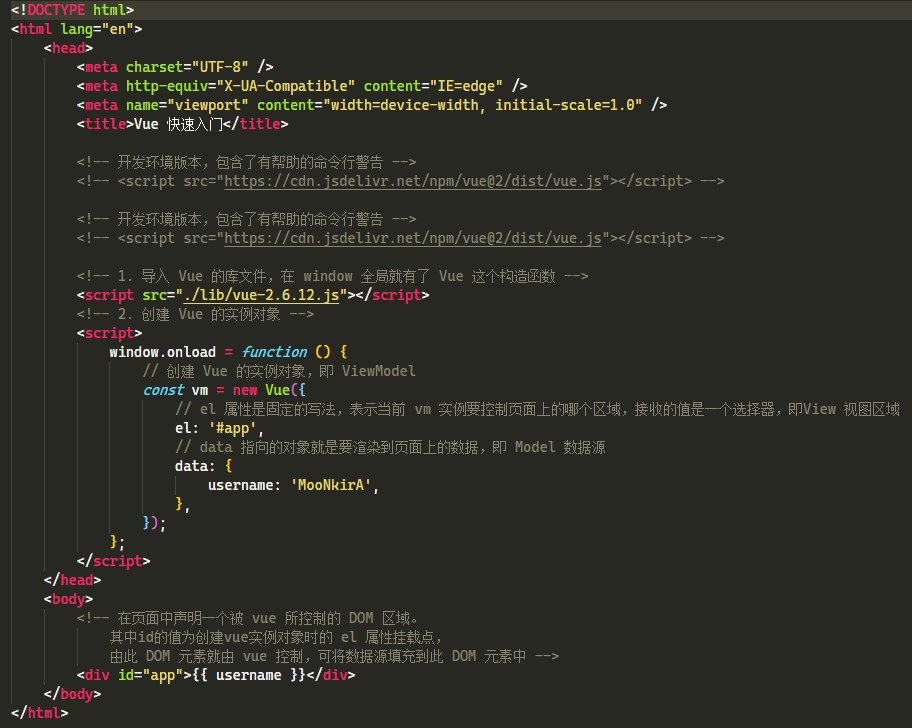 <!DOCTYPE html>
<html lang="en">
    <head>
        <meta charset="UTF-8" />
        <meta http-equiv="X-UA-Compatible" content="IE=edge" />
        <meta name="viewport" content="width=device-width, initial-scale=1.0" />
        <title>Vue 快速入门</title>

        <!-- 开发环境版本，包含了有帮助的命令行警告 -->
        <!-- <script src="https://cdn.jsdelivr.net/npm/vue@2/dist/vue.js"></script> -->

        <!-- 开发环境版本，包含了有帮助的命令行警告 -->
        <!-- <script src="https://cdn.jsdelivr.net/npm/vue@2/dist/vue.js"></script> -->

        <!-- 1. 导入 Vue 的库文件，在 window 全局就有了 Vue 这个构造函数 -->
        <script src="./lib/vue-2.6.12.js"></script>
        <!-- 2. 创建 Vue 的实例对象 -->
        <script>
            window.onload = function () {
                // 创建 Vue 的实例对象，即 ViewModel
                const vm = new Vue({
                    // el 属性是固定的写法，表示当前 vm 实例要控制页面上的哪个区域，接收的值是一个选择器，即View 视图区域
                    el: '#app',
                    // data 指向的对象就是要渲染到页面上的数据，即 Model 数据源
                    data: {
                        username: 'MooNkirA',
                    },
                });
            };
        </script>
    </head>
    <body>
        <!-- 在页面中声明一个被 vue 所控制的 DOM 区域。
            其中id的值为创建vue实例对象时的 el 属性挂载点，
            由此 DOM 元素就由 vue 控制，可将数据源填充到此 DOM 元素中 -->
        <div id="app">{{ username }}</div>
    </body>
</html>